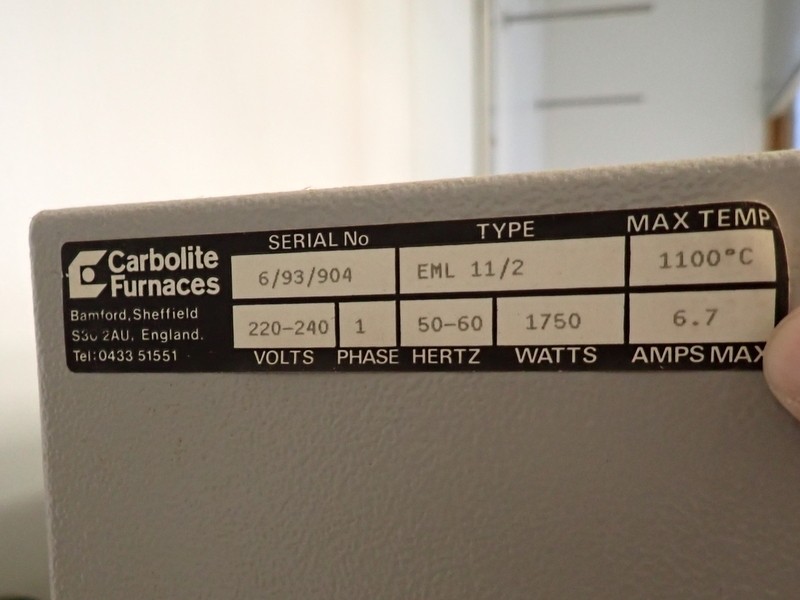 Carbolite
Furnaces
Bamford, Sheffield
S30 2AU, England.
Tel: 0433 51551
SERIAL No
TYPE
MAX TEMP
6/93/904
EML 11/2
1100°C
220-240
1
50-60
1750
6.7
VOLTS
PHASE
HERTZ
WATTS
AMPS MAX